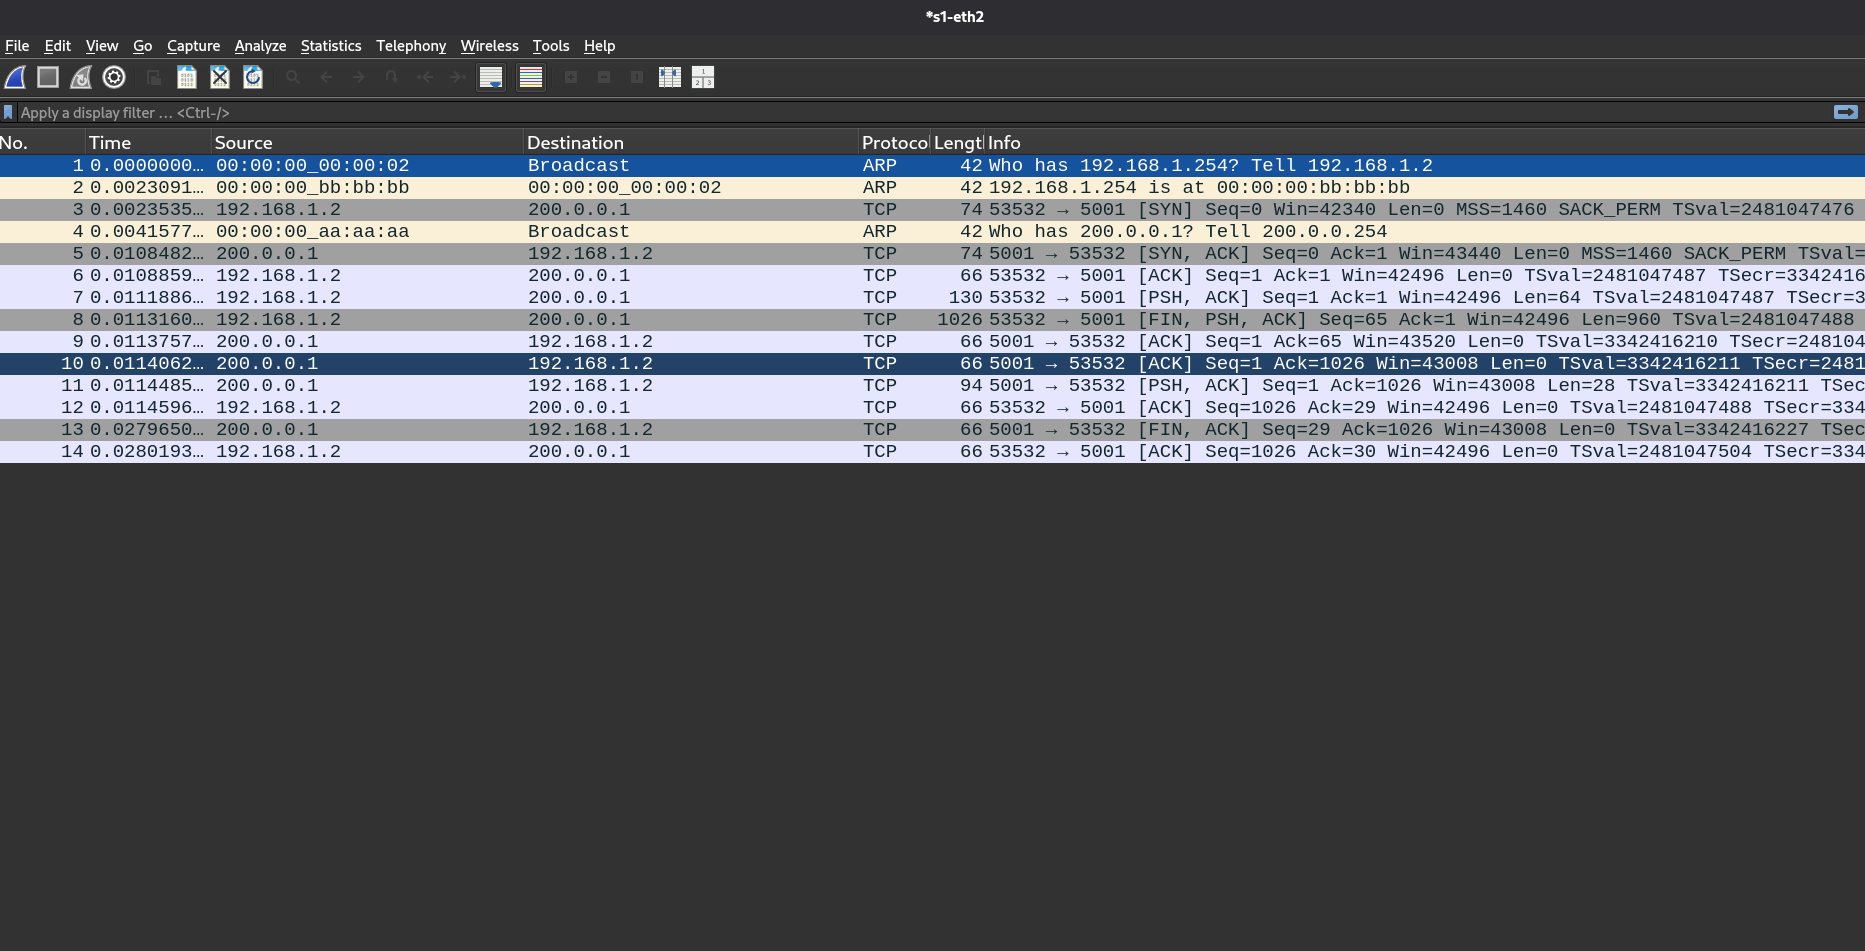 *s1-eth2
File Edit View Go Capture Analyze Statistics Telephony Wireless Tools Help
Apply a display filter … <Ctrl-/>
No. Time Source Destination Protoco Lengt Info
1 0.0000000… 00:00:00_00:00:02 Broadcast ARP 42 Who has 192.168.1.254? Tell 192.168.1.2
2 0.0023091… 00:00:00_bb:bb:bb 00:00:00_00:00:02 ARP 42 192.168.1.254 is at 00:00:00:bb:bb:bb
3 0.0023535… 192.168.1.2 200.0.0.1 TCP 74 53532 → 5001 [SYN] Seq=0 Win=42340 Len=0 MSS=1460 SACK_PERM TSval=2481047476
4 0.0041577… 00:00:00_aa:aa:aa Broadcast ARP 42 Who has 200.0.0.1? Tell 200.0.0.254
5 0.0108482… 200.0.0.1 192.168.1.2 TCP 74 5001 → 53532 [SYN, ACK] Seq=0 Ack=1 Win=43440 Len=0 MSS=1460 SACK_PERM TSval=
6 0.0108859… 192.168.1.2 200.0.0.1 TCP 66 53532 → 5001 [ACK] Seq=1 Ack=1 Win=42496 Len=0 TSval=2481047487 TSecr=3342416
7 0.0111886… 192.168.1.2 200.0.0.1 TCP 130 53532 → 5001 [PSH, ACK] Seq=1 Ack=1 Win=42496 Len=64 TSval=2481047487 TSecr=3
8 0.0113160… 192.168.1.2 200.0.0.1 TCP 1026 53532 → 5001 [FIN, PSH, ACK] Seq=65 Ack=1 Win=42496 Len=960 TSval=2481047488
9 0.0113757… 200.0.0.1 192.168.1.2 TCP 66 5001 → 53532 [ACK] Seq=1 Ack=65 Win=43520 Len=0 TSval=3342416210 TSecr=248104
10 0.0114062… 200.0.0.1 192.168.1.2 TCP 66 5001 → 53532 [ACK] Seq=1 Ack=1026 Win=43008 Len=0 TSval=3342416211 TSecr=2481
11 0.0114485… 200.0.0.1 192.168.1.2 TCP 94 5001 → 53532 [PSH, ACK] Seq=1 Ack=1026 Win=43008 Len=28 TSval=3342416211 TSec
12 0.0114596… 192.168.1.2 200.0.0.1 TCP 66 53532 → 5001 [ACK] Seq=1026 Ack=29 Win=42496 Len=0 TSval=2481047488 TSecr=334
13 0.0279650… 200.0.0.1 192.168.1.2 TCP 66 5001 → 53532 [FIN, ACK] Seq=29 Ack=1026 Win=43008 Len=0 TSval=3342416227 TSec
14 0.0280193… 192.168.1.2 200.0.0.1 TCP 66 53532 → 5001 [ACK] Seq=1026 Ack=30 Win=42496 Len=0 TSval=2481047504 TSecr=334